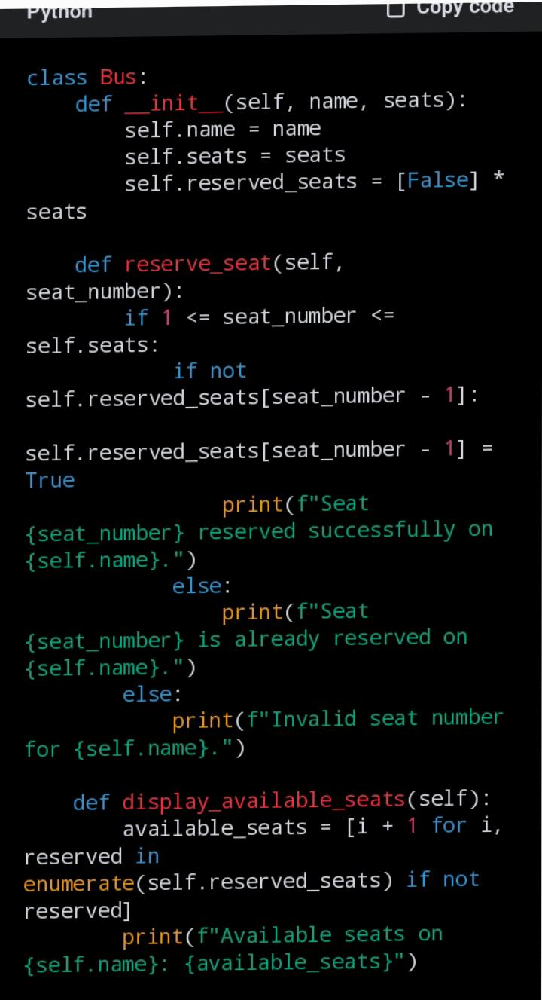 Python Copy code
class Bus:
    def __init__(self, name, seats):
        self.name = name
        self.seats = seats
        self.reserved_seats = [False] *
seats
    def reserve_seat(self,
seat_number):
        if 1 <= seat_number <=
self.seats:
            if not
self.reserved_seats[seat_number - 1]:
self.reserved_seats[seat_number - 1] =
True
                print(f"Seat
{seat_number} reserved successfully on
{self.name}.")
            else:
                print(f"Seat
{seat_number} is already reserved on
{self.name}.")
        else:
            print(f"Invalid seat number
for {self.name}.")
    def display_available_seats(self):
        available_seats = [i + 1 for i,
reserved in
enumerate(self.reserved_seats) if not
reserved]
        print(f"Available seats on
{self.name}: {available_seats}")